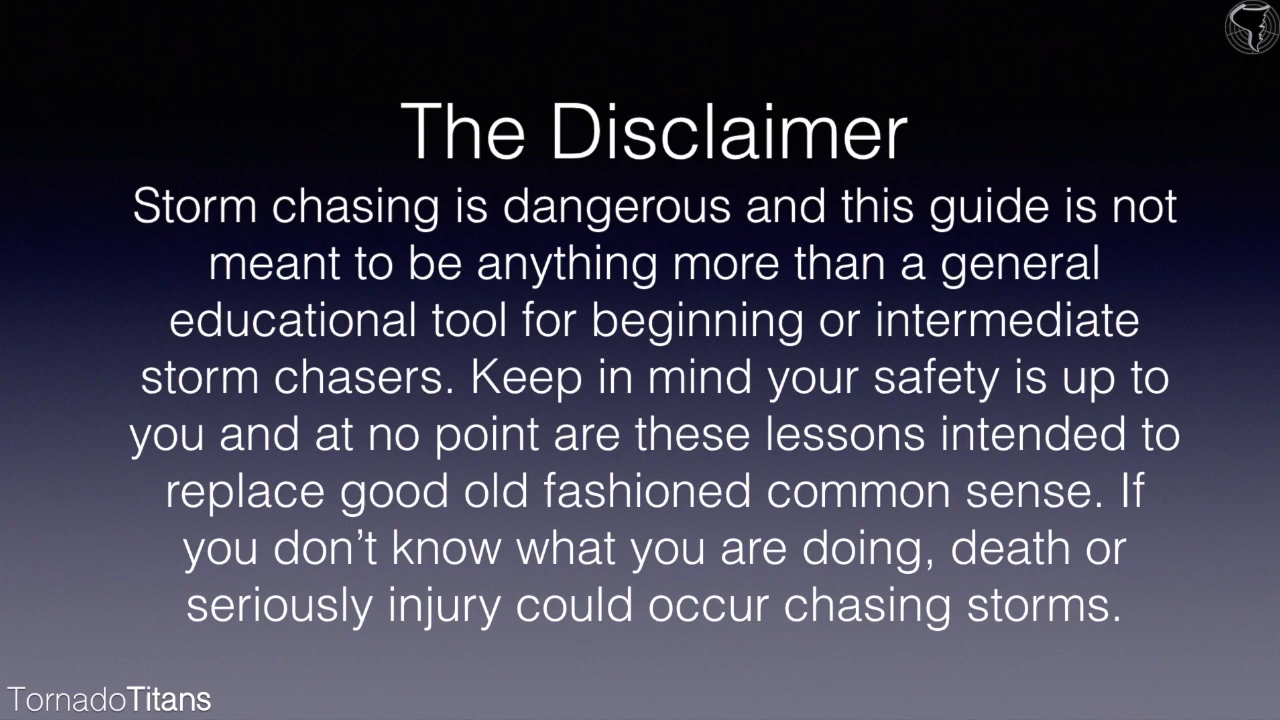 The Disclaimer
Storm chasing is dangerous and this guide is not
meant to be anything more than a general
educational tool for beginning or intermediate
storm chasers. Keep in mind your safety is up to
you and at no point are these lessons intended to
replace good old fashioned common sense. If
you don’t know what you are doing, death or
seriously injury could occur chasing storms.
TornadoTitans